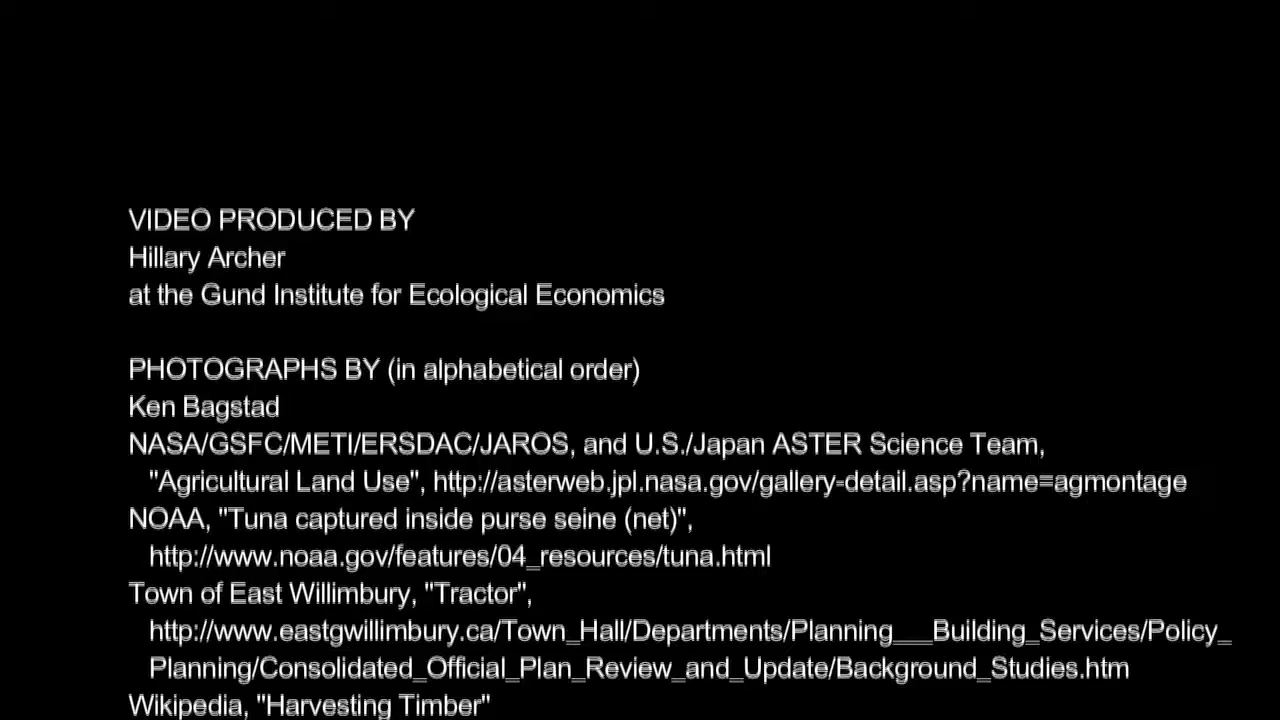 VIDEO PRODUCED BY
Hillary Archer
at the Gund Institute for Ecological Economics
PHOTOGRAPHS BY (in alphabetical order)
Ken Bagstad
NASA/GSFC/METI/ERSDAC/JAROS, and U.S./Japan ASTER Science Team,
"Agricultural Land Use", http://asterweb.jpl.nasa.gov/gallery-detail.asp?name=agmontage
NOAA, "Tuna captured inside purse seine (net)",
http://www.noaa.gov/features/04_resources/tuna.html
Town of East Willimbury, "Tractor",
http://www.eastgwillimbury.ca/Town_Hall/Departments/Planning___Building_Services/Policy_
Planning/Consolidated_Official_Plan_Review_and_Update/Background_Studies.htm
Wikipedia, "Harvesting Timber"